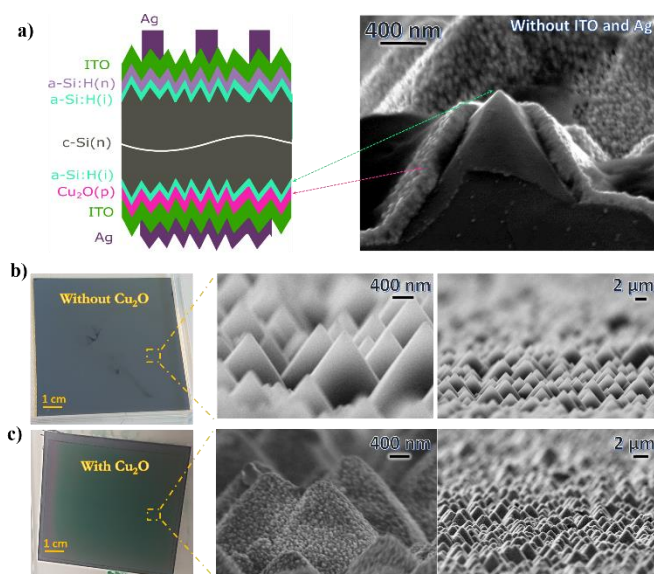 a)
Ag
ITO
a-Si:H(n)
a-Si:H(i)
c-Si(n)
a-Si:H(i)
Cu₂O(p)
ITO
Ag
400 nm
Without ITO and Ag
b)
Without Cu₂O
1 cm
400 nm
2 μm
c)
With Cu₂O
1 cm
400 nm
2 μm